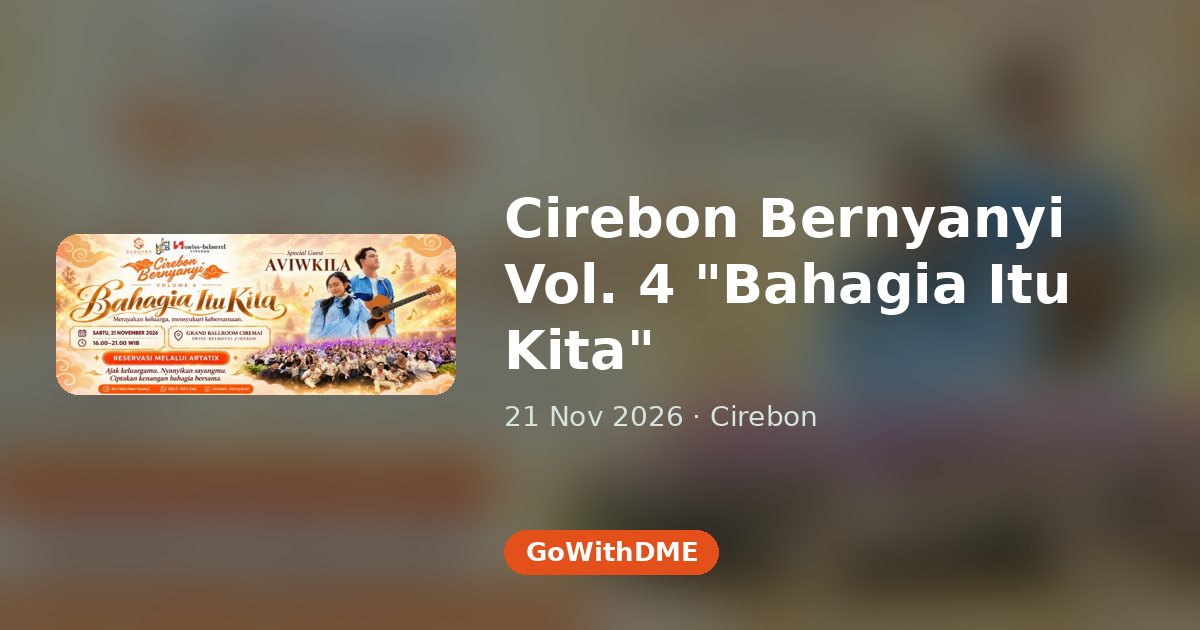 SWISS-BELHOTEL
CIREBON
Cirebon
Bernyanyi
VOLUME 4
Bahagia Itu Kita
Merayakan keluarga, mensyukuri kebersamaan.
SABTU, 21 NOVEMBER 2026
16.00–21.00 WIB
GRAND BALLROOM CIREMAI
SWISS-BELHOTEL CIREBON
RESERVASI MELALUI ARTATIX
Ajak keluargamu. Nyanyikan sayangmu.
Ciptakan kenangan bahagia bersama.
Special Guest
AVIWKILA
Cirebon Bernyanyi
Vol. 4 "Bahagia Itu
Kita"
21 Nov 2026 · Cirebon
GoWithDME